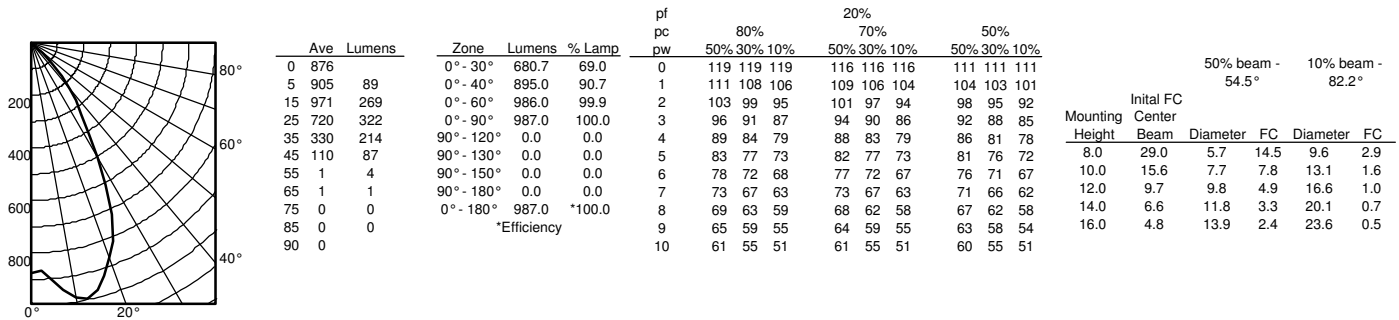 200
400
600
800
0°
20°
40°
60°
80°
Ave Lumens
0 876
5 905 89
15 971 269
25 720 322
35 330 214
45 110 87
55 1 4
65 1 1
75 0 0
85 0 0
90 0
Zone Lumens % Lamp
0°- 30° 680.7 69.0
0°- 40° 895.0 90.7
0°- 60° 986.0 99.9
0°- 90° 987.0 100.0
90°- 120° 0.0 0.0
90°- 130° 0.0 0.0
90°- 150° 0.0 0.0
90°- 180° 0.0 0.0
0°- 180° 987.0 *100.0
*Efficiency
pf 20%
pc 80% 70% 50%
pw 50% 30% 10% 50% 30% 10% 50% 30% 10%
0 119 119 119 116 116 116 111 111 111
1 111 108 106 109 106 104 104 103 101
2 103 99 95 101 97 94 98 95 92
3 96 91 87 94 90 86 92 88 85
4 89 84 79 88 83 79 86 81 78
5 83 77 73 82 77 73 81 76 72
6 78 72 68 77 72 67 76 71 67
7 73 67 63 73 67 63 71 66 62
8 69 63 59 68 62 58 67 62 58
9 65 59 55 64 59 55 63 58 54
10 61 55 51 61 55 51 60 55 51
50% beam - 10% beam -
54.5° 82.2°
Inital FC
Mounting Center
Height Beam Diameter FC Diameter FC
8.0 29.0 5.7 14.5 9.6 2.9
10.0 15.6 7.7 7.8 13.1 1.6
12.0 9.7 9.8 4.9 16.6 1.0
14.0 6.6 11.8 3.3 20.1 0.7
16.0 4.8 13.9 2.4 23.6 0.5